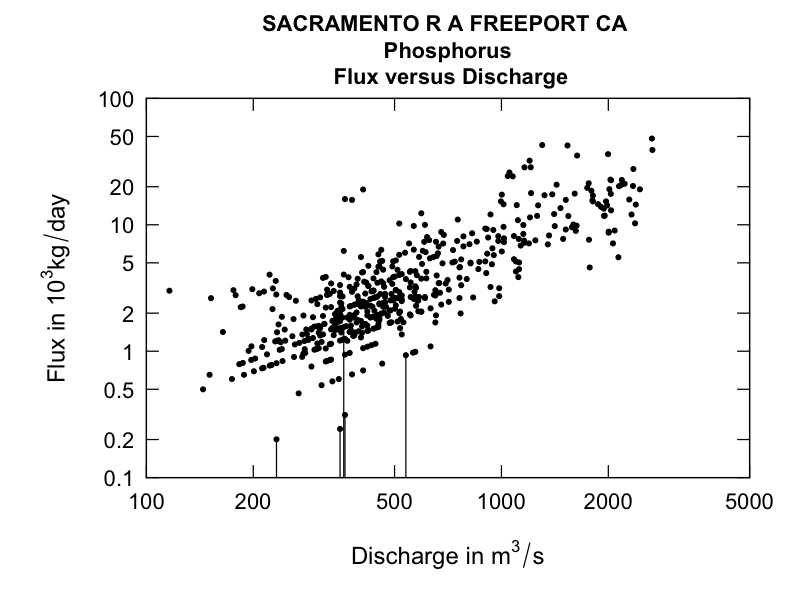 SACRAMENTO R A FREEPORT CA
Phosphorus
Flux versus Discharge
100
50
20
10
5
2
1
0.5
0.2
0.1
Flux in 10³kg/day
100 200 500 1000 2000 5000
Discharge in m³/s